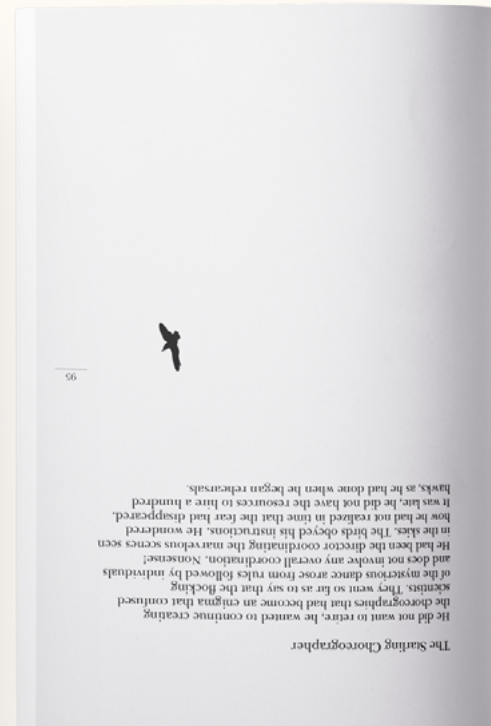 The Starling Choreographer
He did not want to retire, he wanted to continue creating
the choreographies that had become an enigma that confused
scientists. They went so far as to say that the flocking
of the mysterious dance arose from rules followed by individuals
and does not involve any overall coordination. Nonsense!
He had been the director coordinating the marvelous scenes seen
in the skies. The birds obeyed his instructions. He wondered
how he had not realized in time that the fear had disappeared.
It was late, he did not have the resources to hire a hundred
hawks, as he had done when he began rehearsals.
95